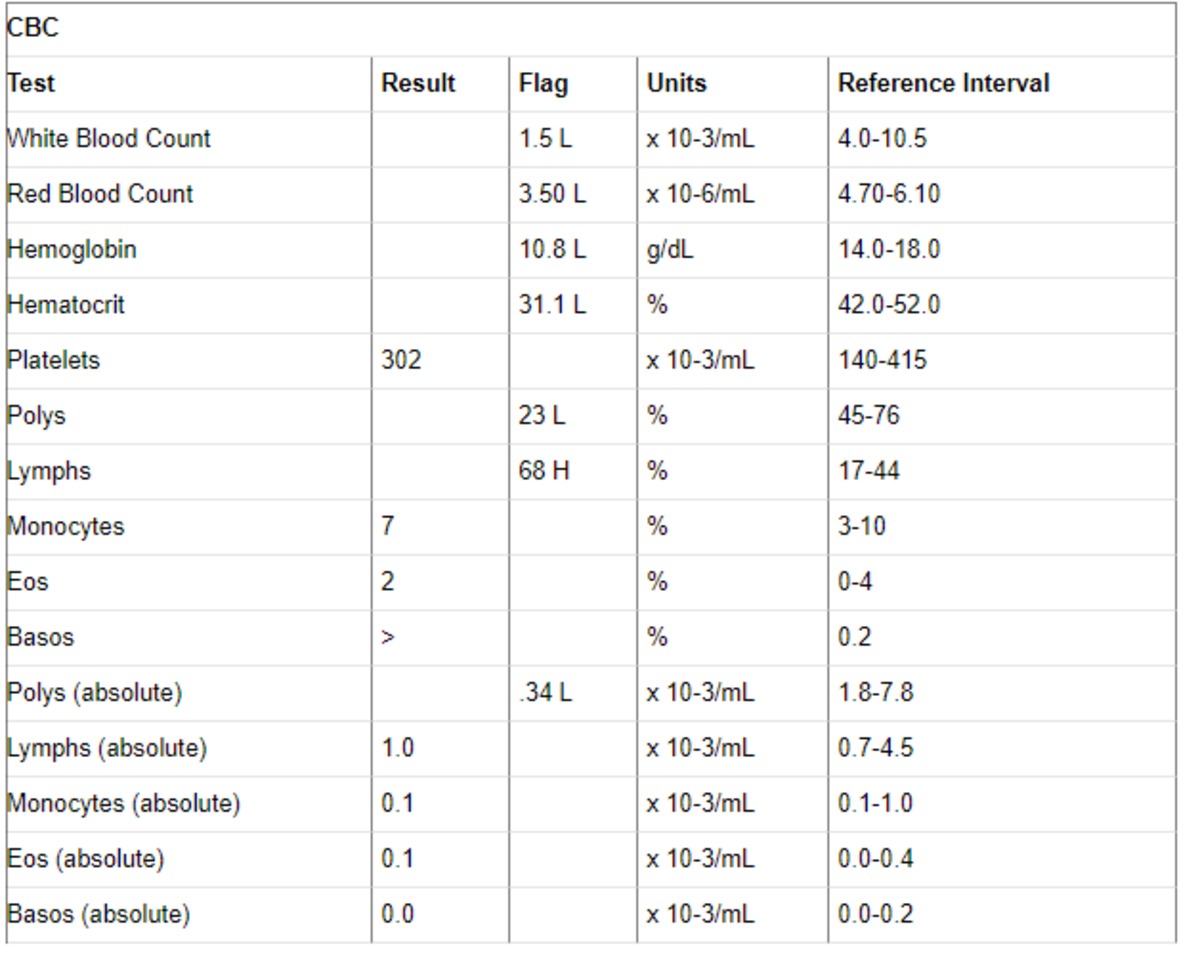 CBC
Test Result Flag Units Reference Interval
White Blood Count 1.5 L x 10-3/mL 4.0-10.5
Red Blood Count 3.50 L x 10-6/mL 4.70-6.10
Hemoglobin 10.8 L g/dL 14.0-18.0
Hematocrit 31.1 L % 42.0-52.0
Platelets 302 x 10-3/mL 140-415
Polys 23 L % 45-76
Lymphs 68 H % 17-44
Monocytes 7 % 3-10
Eos 2 % 0-4
Basos > % 0.2
Polys (absolute) .34 L x 10-3/mL 1.8-7.8
Lymphs (absolute) 1.0 x 10-3/mL 0.7-4.5
Monocytes (absolute) 0.1 x 10-3/mL 0.1-1.0
Eos (absolute) 0.1 x 10-3/mL 0.0-0.4
Basos (absolute) 0.0 x 10-3/mL 0.0-0.2